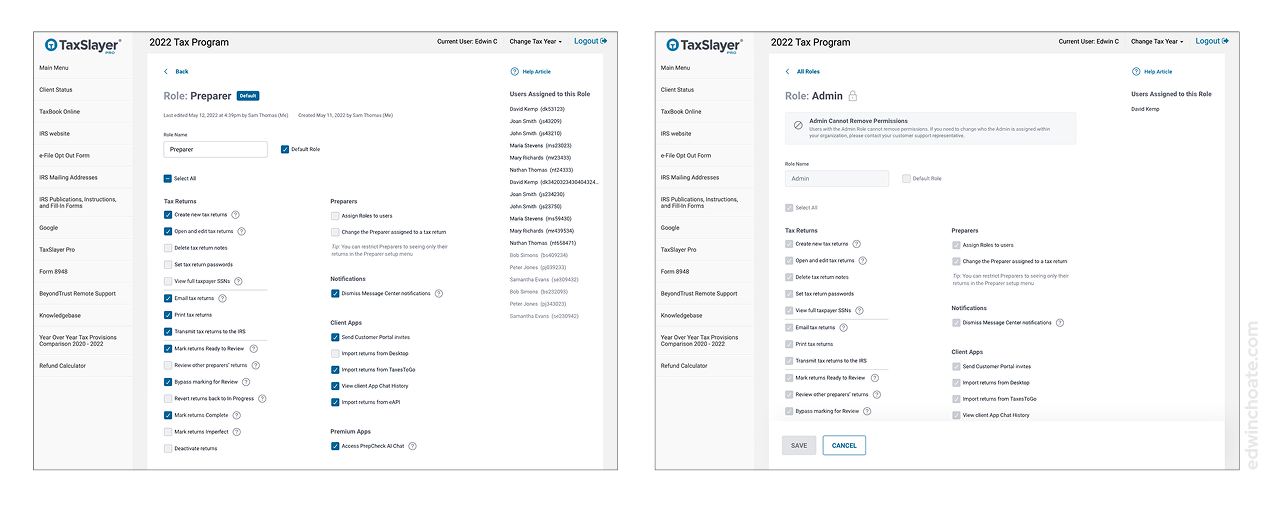 TaxSlayer
PRO
2022 Tax Program
Current User: Edwin C
Change Tax Year
Logout
Main Menu
Client Status
TaxBook Online
IRS website
e-File Opt Out Form
IRS Mailing Addresses
IRS Publications, Instructions,
and Fill-In Forms
Google
TaxSlayer Pro
Form 8948
BeyondTrust Remote Support
Knowledgebase
Year Over Year Tax Provisions
Comparison 2020 - 2022
Refund Calculator
Back
Help Article
Role: Preparer
Default
Last edited May 12, 2022 at 4:39pm by Sam Thomas (Me)
Created May 11, 2022 by Sam Thomas (Me)
Role Name
Preparer
Default Role
Select All
Tax Returns
Create new tax returns
Open and edit tax returns
Delete tax return notes
Set tax return passwords
View full taxpayer SSNs
Email tax returns
Print tax returns
Transmit tax returns to the IRS
Mark returns Ready to Review
Review other preparers' returns
Bypass marking for Review
Revert returns back to In Progress
Mark returns Complete
Mark returns Imperfect
Deactivate returns
Preparers
Assign Roles to users
Change the Preparer assigned to a tax return
Tip: You can restrict Preparers to seeing only their
returns in the Preparer setup menu
Notifications
Dismiss Message Center notifications
Client Apps
Send Customer Portal invites
Import returns from Desktop
Import returns from TaxesToGo
View client App Chat History
Import returns from eAPI
Premium Apps
Access PrepCheck AI Chat
Users Assigned to this Role
David Kemp (dk53123)
Joan Smith (js43209)
John Smith (js43210)
Maria Stevens (ms23023)
Mary Richards (mr23433)
Nathan Thomas (nt24333)
David Kemp (dk3420323430404324...
Joan Smith (js234230)
John Smith (js23750)
Maria Stevens (ms59430)
Mary Richards (mr439534)
Nathan Thomas (nt658471)
Bob Simons (bs409234)
Peter Jones (pj039233)
Samantha Evans (se309432)
Bob Simons (bs232093)
Peter Jones (pj343023)
Samantha Evans (se230942)
TaxSlayer
PRO
2022 Tax Program
Current User: Edwin C
Change Tax Year
Logout
Main Menu
Client Status
TaxBook Online
IRS website
e-File Opt Out Form
IRS Mailing Addresses
IRS Publications, Instructions,
and Fill-In Forms
Google
TaxSlayer Pro
Form 8948
BeyondTrust Remote Support
Knowledgebase
Year Over Year Tax Provisions
Comparison 2020 - 2022
Refund Calculator
All Roles
Help Article
Role: Admin
Admin Cannot Remove Permissions
Users with the Admin Role cannot remove permissions. If you need to change who the Admin is assigned within
your organization, please contact your customer support representative.
Role Name
Admin
Default Role
Select All
Tax Returns
Create new tax returns
Open and edit tax returns
Delete tax return notes
Set tax return passwords
View full taxpayer SSNs
Email tax returns
Print tax returns
Transmit tax returns to the IRS
Mark returns Ready to Review
Review other preparers' returns
Bypass marking for Review
Preparers
Assign Roles to users
Change the Preparer assigned to a tax return
Tip: You can restrict Preparers to seeing only their
returns in the Preparer setup menu
Notifications
Dismiss Message Center notifications
Client Apps
Send Customer Portal invites
Import returns from Desktop
Import returns from TaxesToGo
View client App Chat History
Users Assigned to this Role
David Kemp
SAVE
CANCEL
edwinchoate.com